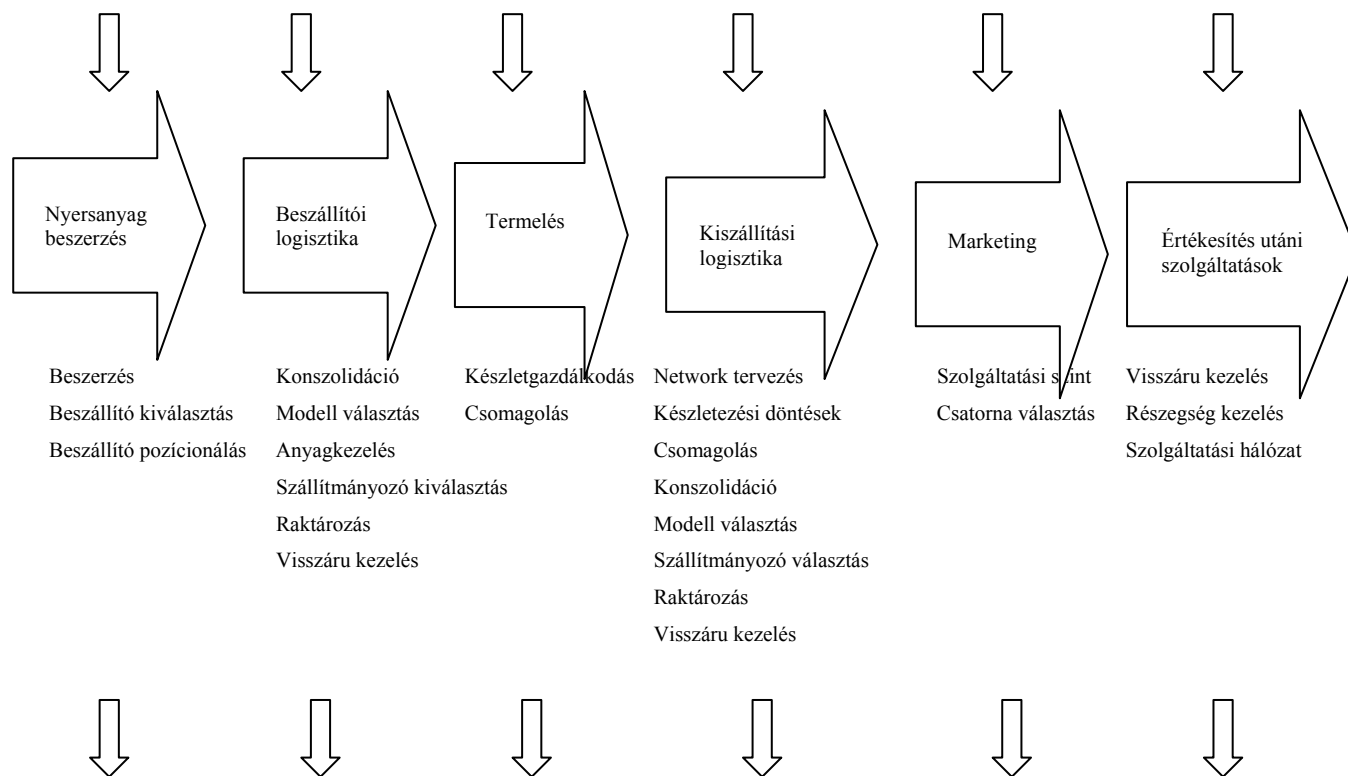 Nyersanyag
beszerzés
Beszállítói
logisztika
Termelés
Kiszállítási
logisztika
Marketing
Értékesítés utáni
szolgáltatások
Beszerzés
Beszállító kiválasztás
Beszállító pozícionálás
Konszolidáció
Modell választás
Anyagkezelés
Szállítmányozó kiválasztás
Raktározás
Visszáru kezelés
Készletgazdálkodás
Csomagolás
Network tervezés
Készletezési döntések
Csomagolás
Konszolidáció
Modell választás
Szállítmányozó választás
Raktározás
Visszáru kezelés
Szolgáltatási szint
Csatorna választás
Visszáru kezelés
Részegség kezelés
Szolgáltatási hálózat